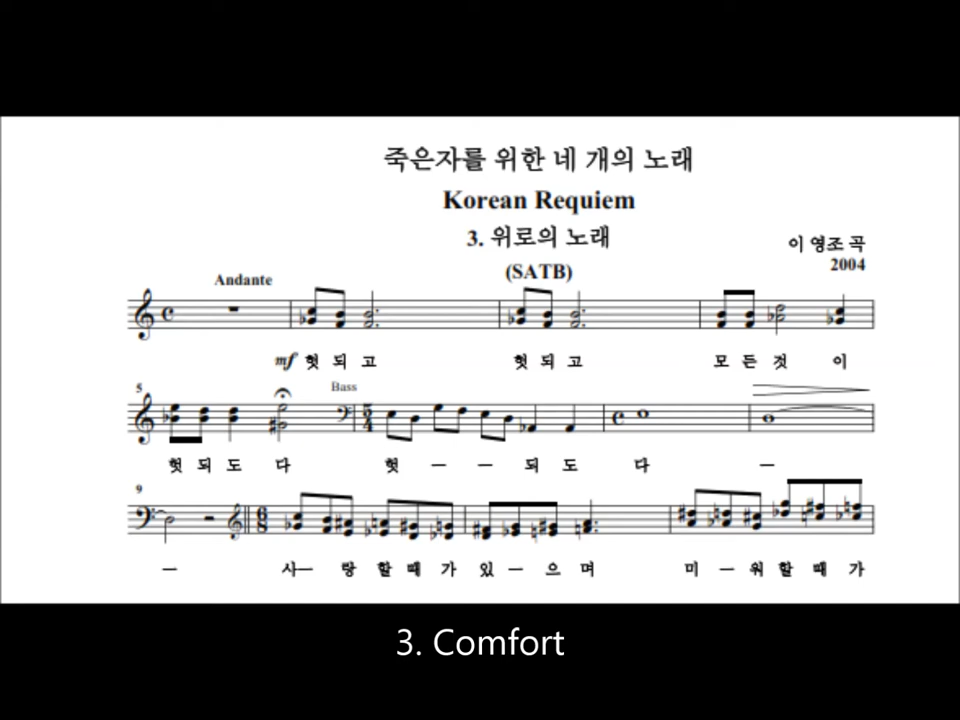 죽은자를 위한 네 개의 노래
Korean Requiem
3. 위로의 노래
이 영조 곡
(SATB)
2004
Andante
mf 헛 되 고 헛 되 고 모 든 것 이
5
Bass
헛 되 도 다 헛 ㅡ ㅡ 되 도 다 ㅡ
9
ㅡ 사ㅡ 랑 할 때 가 있 ㅡ 으 며 미 ㅡ 워 할 때 가
3. Comfort